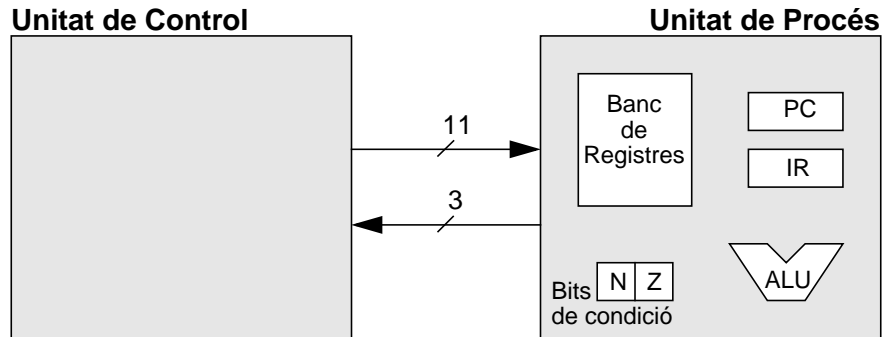 Unitat de Control
Unitat de Procés
11
3
Banc
de
Registres
PC
IR
Bits
N Z
de condició
ALU